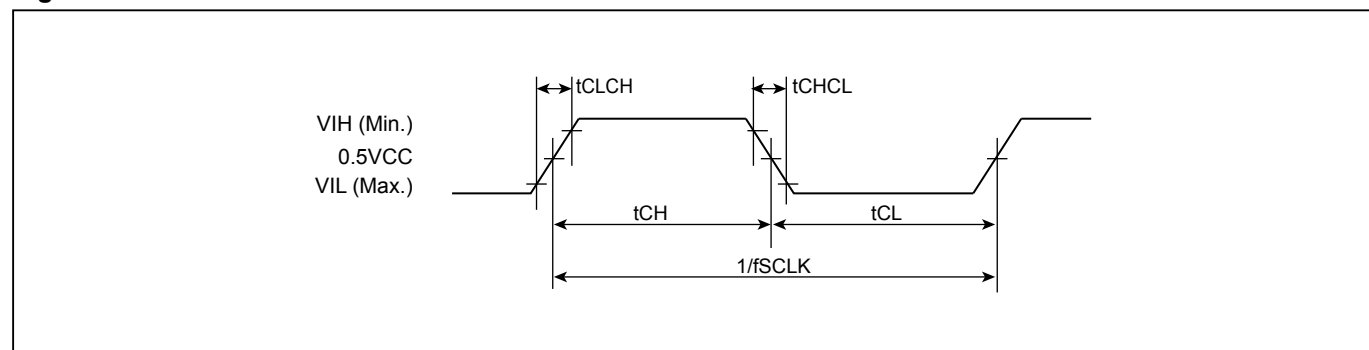 tCLCH
tCHCL
VIH (Min.)
0.5VCC
VIL (Max.)
tCH
tCL
1/fSCLK